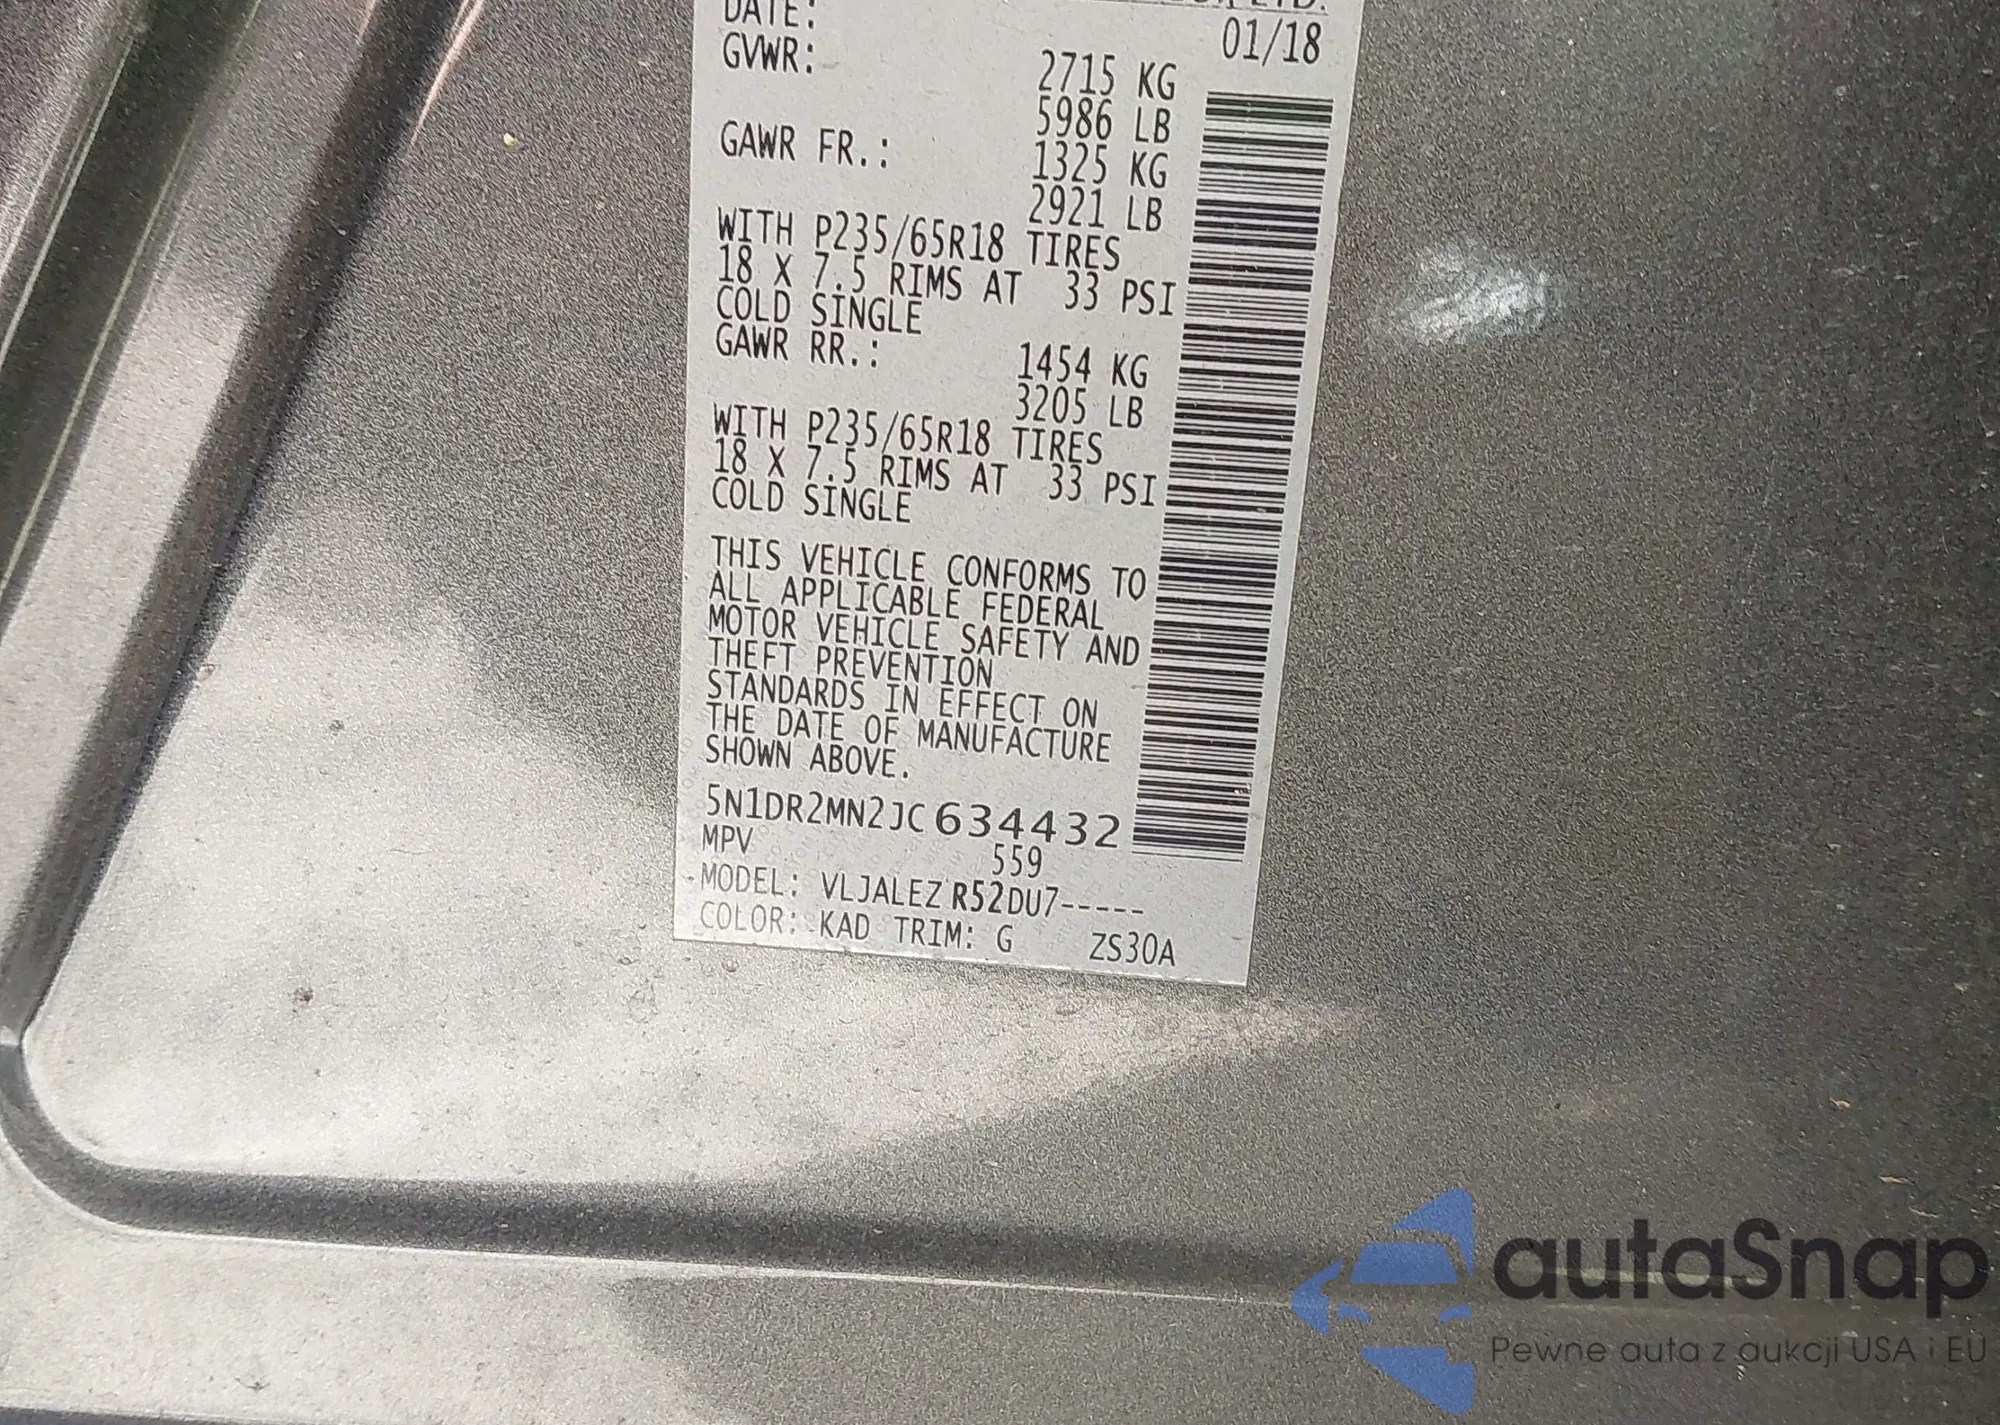 LTD.
DATE: 01/18
GVWR: 2715 KG
5986 LB
GAWR FR.: 1325 KG
2921 LB
WITH P235/65R18 TIRES
18 X 7.5 RIMS AT 33 PSI
COLD SINGLE
GAWR RR.: 1454 KG
3205 LB
WITH P235/65R18 TIRES
18 X 7.5 RIMS AT 33 PSI
COLD SINGLE
THIS VEHICLE CONFORMS TO
ALL APPLICABLE FEDERAL
MOTOR VEHICLE SAFETY AND
THEFT PREVENTION
STANDARDS IN EFFECT ON
THE DATE OF MANUFACTURE
SHOWN ABOVE.
5N1DR2MN2JC634432
MPV 559
MODEL: VLJALEZ R52DU7-----
COLOR: KAD TRIM: G ZS30A
autaSnap
Pewne auta z aukcji USA i EU